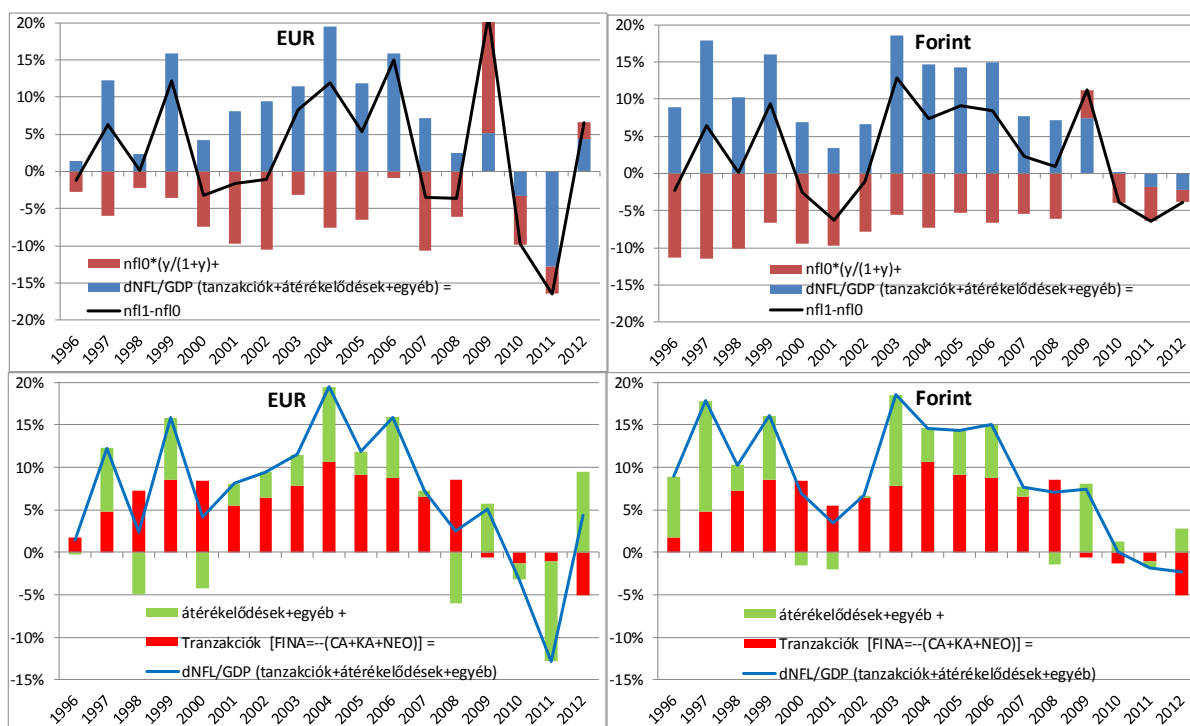 EUR
20%
15%
10%
5%
0%
-5%
-10%
-15%
-20%
nfl0*(y/(1+y)+
dNFL/GDP (tanzakciók+átérékelődések+egyéb) =
nfl1-nfl0
1996 1997 1998 1999 2000 2001 2002 2003 2004 2005 2006 2007 2008 2009 2010 2011 2012
Forint
20%
15%
10%
5%
0%
-5%
-10%
-15%
-20%
nfl0*(y/(1+y)+
dNFL/GDP (tanzakciók+átérékelődések+egyéb) =
nfl1-nfl0
1996 1997 1998 1999 2000 2001 2002 2003 2004 2005 2006 2007 2008 2009 2010 2011 2012
EUR
20%
15%
10%
5%
0%
-5%
-10%
-15%
átérékelődések+egyéb +
Tranzakciók [FINA=--(CA+KA+NEO)] =
dNFL/GDP (tanzakciók+átérékelődések+egyéb)
1996 1997 1998 1999 2000 2001 2002 2003 2004 2005 2006 2007 2008 2009 2010 2011 2012
Forint
20%
15%
10%
5%
0%
-5%
-10%
-15%
átérékelődések+egyéb +
Tranzakciók [FINA=--(CA+KA+NEO)] =
dNFL/GDP (tanzakciók+átérékelődések+egyéb)
1996 1997 1998 1999 2000 2001 2002 2003 2004 2005 2006 2007 2008 2009 2010 2011 2012